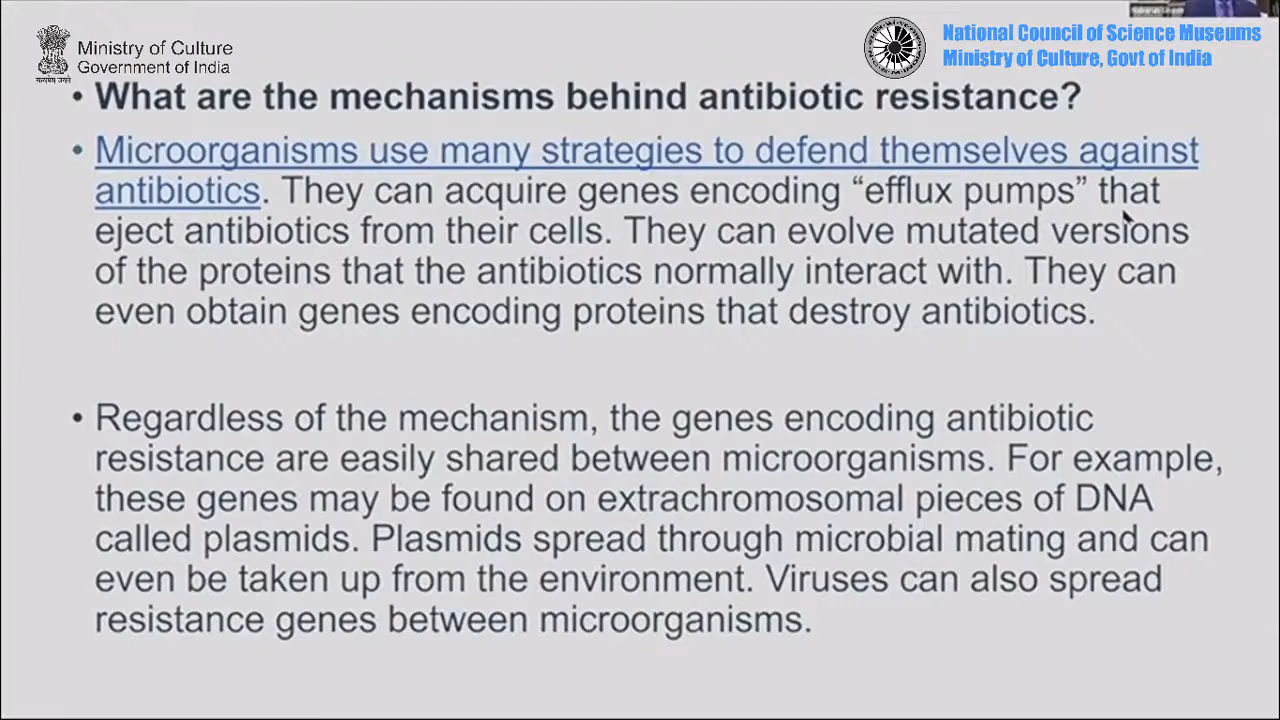 Ministry of Culture
Government of India
सत्यमेव जयते
National Council of Science Museums
Ministry of Culture, Govt of India
• What are the mechanisms behind antibiotic resistance?
• Microorganisms use many strategies to defend themselves against
antibiotics. They can acquire genes encoding “efflux pumps” that
eject antibiotics from their cells. They can evolve mutated versions
of the proteins that the antibiotics normally interact with. They can
even obtain genes encoding proteins that destroy antibiotics.
• Regardless of the mechanism, the genes encoding antibiotic
resistance are easily shared between microorganisms. For example,
these genes may be found on extrachromosomal pieces of DNA
called plasmids. Plasmids spread through microbial mating and can
even be taken up from the environment. Viruses can also spread
resistance genes between microorganisms.